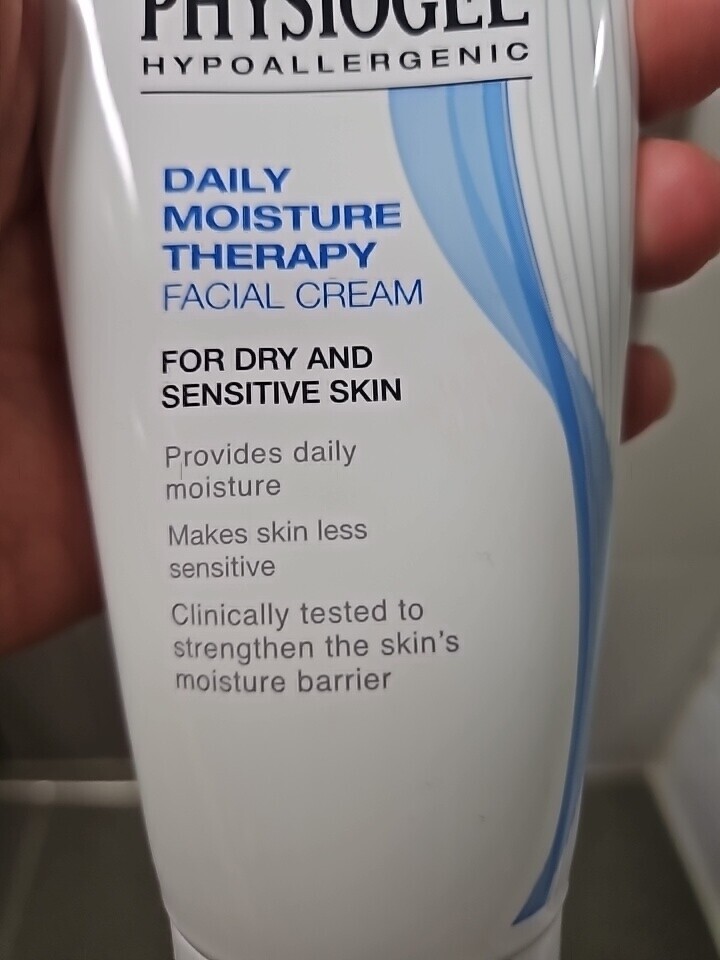 PHYSIOGEL
HYPOALLERGENIC
DAILY
MOISTURE
THERAPY
FACIAL CREAM
FOR DRY AND
SENSITIVE SKIN
Provides daily
moisture
Makes skin less
sensitive
Clinically tested to
strengthen the skin's
moisture barrier